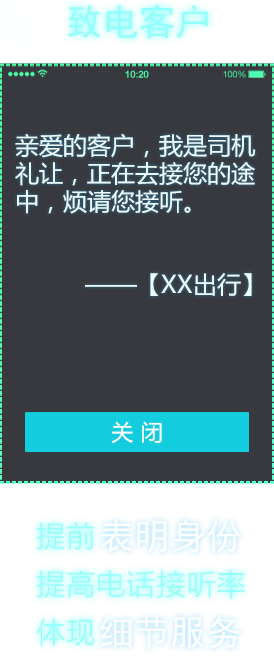 致电客户
10:20
100%
亲爱的客户，我是司机
礼让，正在去接您的途
中，烦请您接听。
——【XX出行】
关闭
提前表明身份
提高电话接听率
体现细节服务